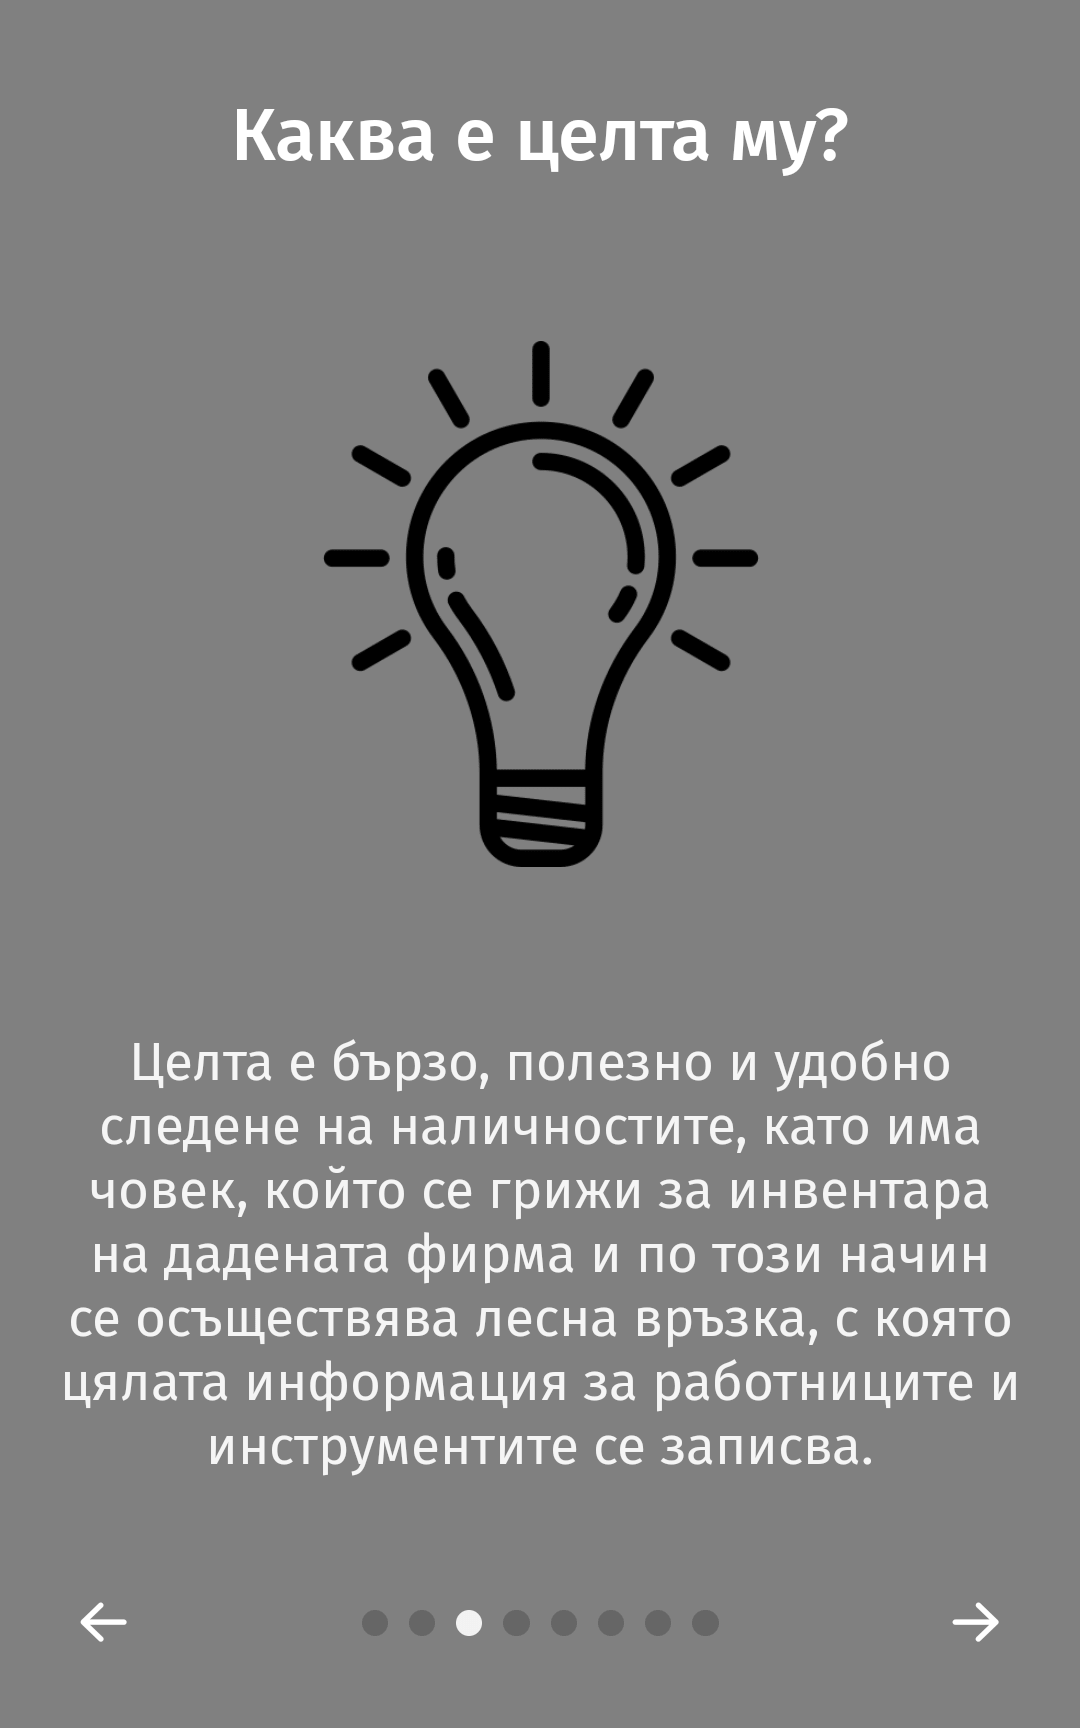 Каква е целта му?
Целта е бързо, полезно и удобно
следене на наличностите, като има
човек, който се грижи за инвентара
на дадената фирма и по този начин
се осъществява лесна връзка, с която
цялата информация за работниците и
инструментите се записва.